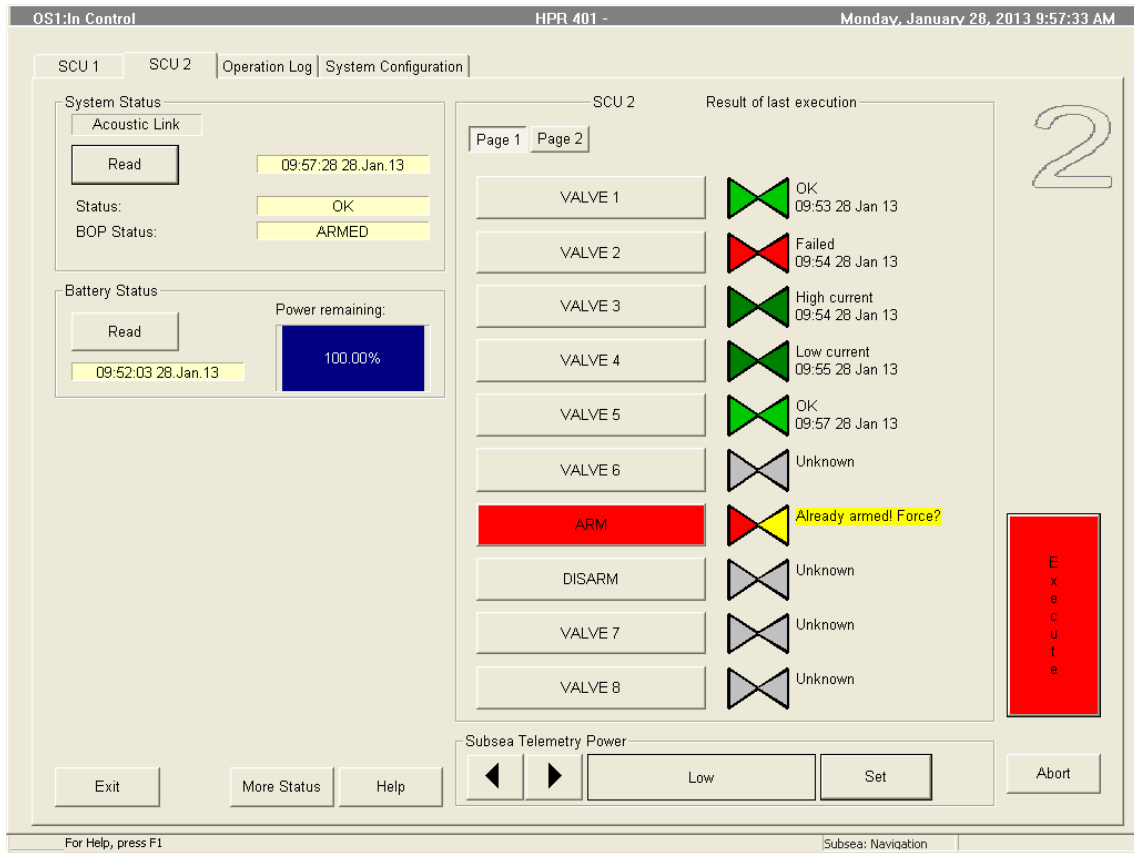 OS1:In Control HPR 401 - Monday, January 28, 2013 9:57:33 AM
SCU 1 SCU 2 Operation Log System Configuration
System Status
Acoustic Link
Read 09:57:28 28.Jan.13
Status: OK
BOP Status: ARMED
Battery Status
Read
Power remaining:
100.00%
09:52:03 28.Jan.13
SCU 2 Result of last execution
Page 1 Page 2
VALVE 1 OK
09:53 28 Jan 13
VALVE 2 Failed
09:54 28 Jan 13
VALVE 3 High current
09:54 28 Jan 13
VALVE 4 Low current
09:55 28 Jan 13
VALVE 5 OK
09:57 28 Jan 13
VALVE 6 Unknown
ARM Already armed! Force?
DISARM Unknown
VALVE 7 Unknown
VALVE 8 Unknown
2
Execute
Subsea Telemetry Power
Low Set
Abort
Exit More Status Help
For Help, press F1 Subsea: Navigation